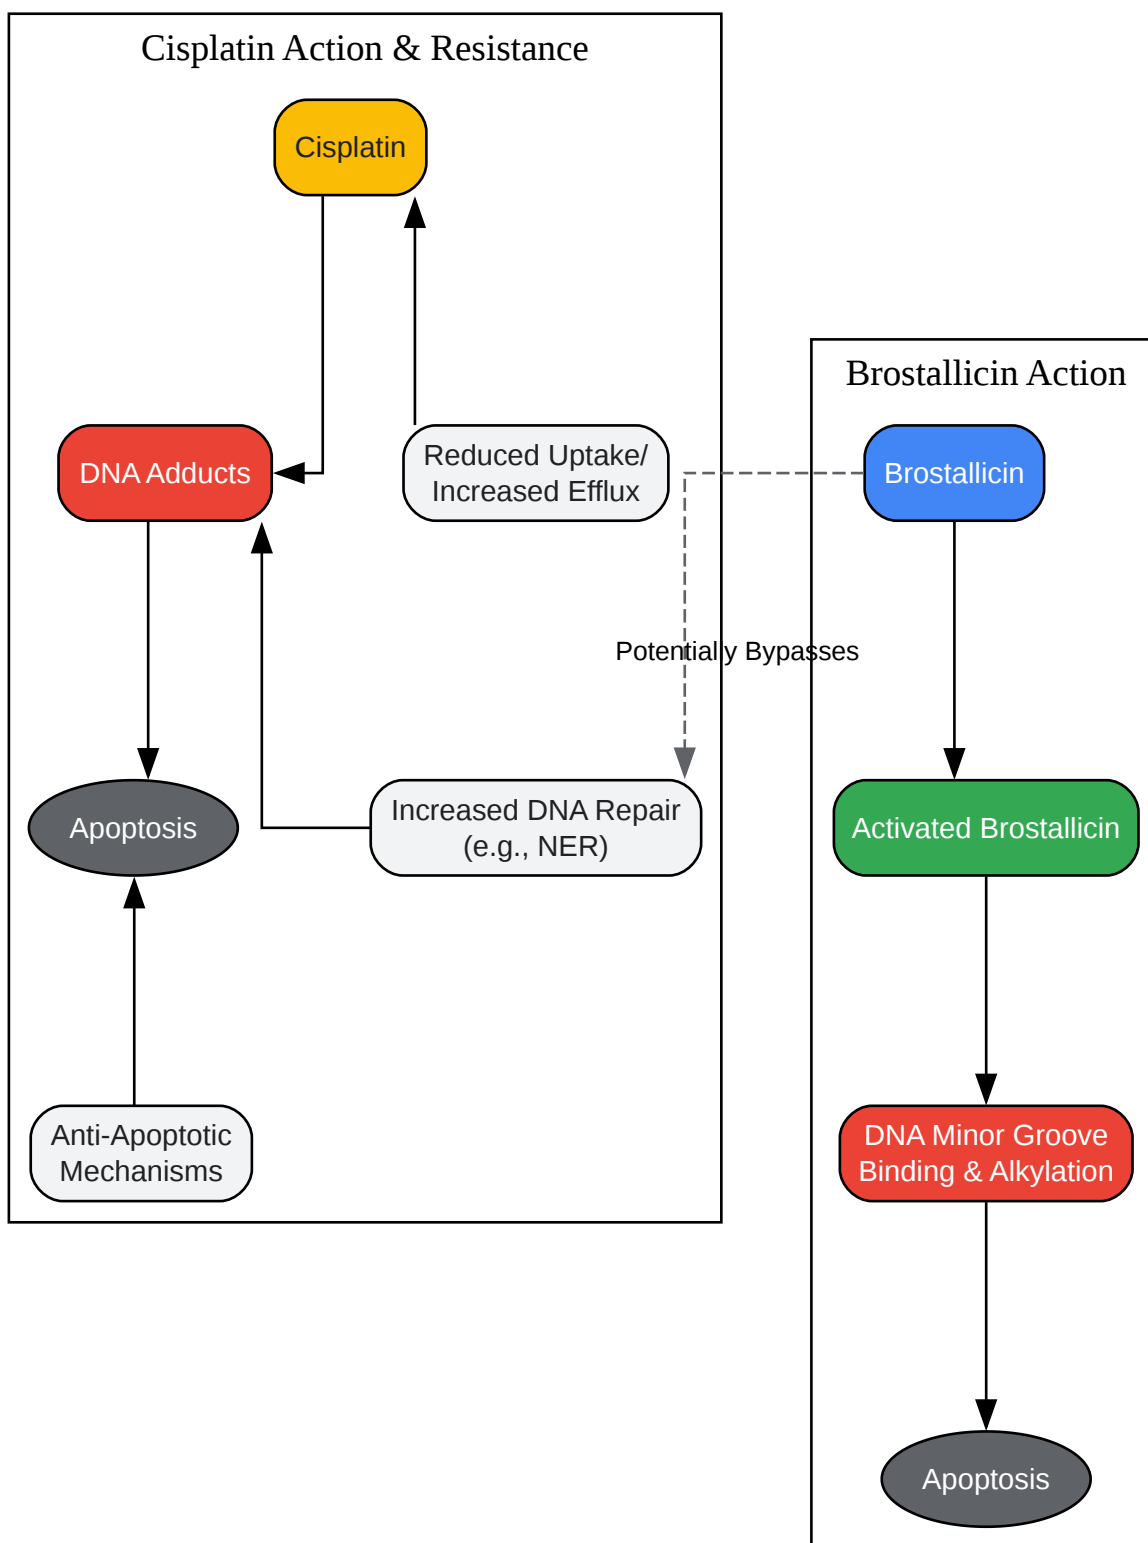 Cisplatin Action & Resistance
Cisplatin
DNA Adducts
Reduced Uptake/
Increased Efflux
Potentially Bypasses
Apoptosis
Increased DNA Repair
(e.g., NER)
Anti-Apoptotic
Mechanisms
Brostallicin Action
Brostallicin
Activated Brostallicin
DNA Minor Groove
Binding & Alkylation
Apoptosis